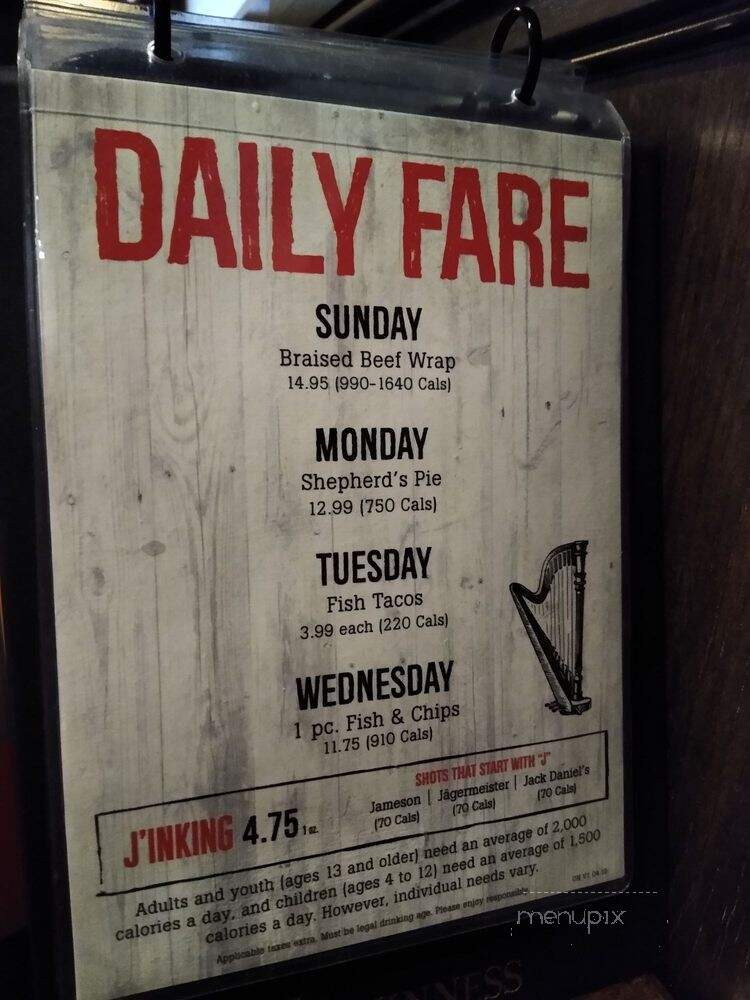 DAILY FARE
SUNDAY
Braised Beef Wrap
14.95 (990-1640 Cals)
MONDAY
Shepherd's Pie
12.99 (750 Cals)
TUESDAY
Fish Tacos
3.99 each (220 Cals)
WEDNESDAY
1 pc. Fish & Chips
11.75 (910 Cals)
SHOTS THAT START WITH "J"
J'INKING 4.75 1 oz.
Jameson | Jägermeister | Jack Daniel's
(70 Cals) (70 Cals) (70 Cals)
Adults and youth (ages 13 and older) need an average of 2,000
calories a day, and children (ages 4 to 12) need an average of 1,500
calories a day. However, individual needs vary.
Applicable taxes extra. Must be legal drinking age. Please enjoy responsibly.
menupix